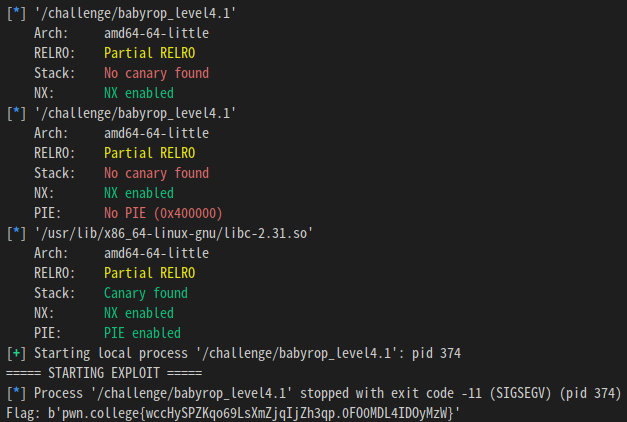 [*] '/challenge/babyrop_level4.1'
    Arch:     amd64-64-little
    RELRO:    Partial RELRO
    Stack:    No canary found
    NX:       NX enabled
[*] '/challenge/babyrop_level4.1'
    Arch:     amd64-64-little
    RELRO:    Partial RELRO
    Stack:    No canary found
    NX:       NX enabled
    PIE:      No PIE (0x400000)
[*] '/usr/lib/x86_64-linux-gnu/libc-2.31.so'
    Arch:     amd64-64-little
    RELRO:    Partial RELRO
    Stack:    Canary found
    NX:       NX enabled
    PIE:      PIE enabled
[+] Starting local process '/challenge/babyrop_level4.1': pid 374
===== STARTING EXPLOIT =====
[*] Process '/challenge/babyrop_level4.1' stopped with exit code -11 (SIGSEGV) (pid 374)
Flag: b'pwn.college{wccHySPZKqo69LsXmZjqIjZh3qp.0FO0MDL4IDOyMzW}'